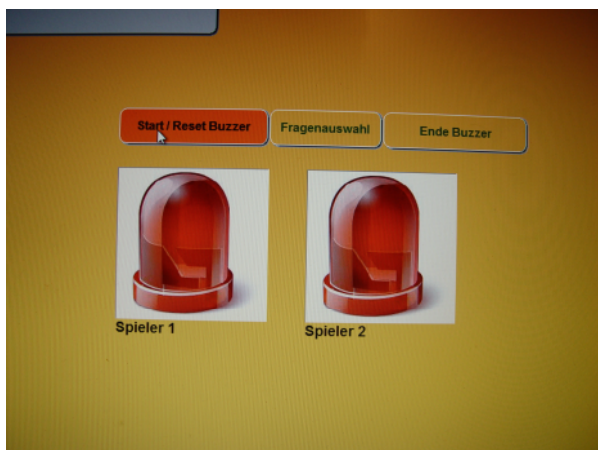 Start / Reset Buzzer
Fragenauswahl
Ende Buzzer
Spieler 1
Spieler 2